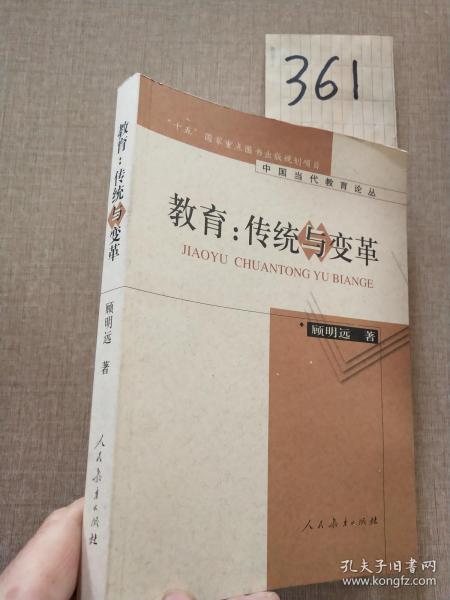 361
“十五”国家重点图书出版规划项目
中国当代教育论丛
教育:传统与变革
JIAOYU CHUANTONG YU BIANGE
顾明远 著
人民教育出版社
教育:传统与变革
顾明远 著
人民教育出版社
孔夫子旧书网
www.kongfz.com